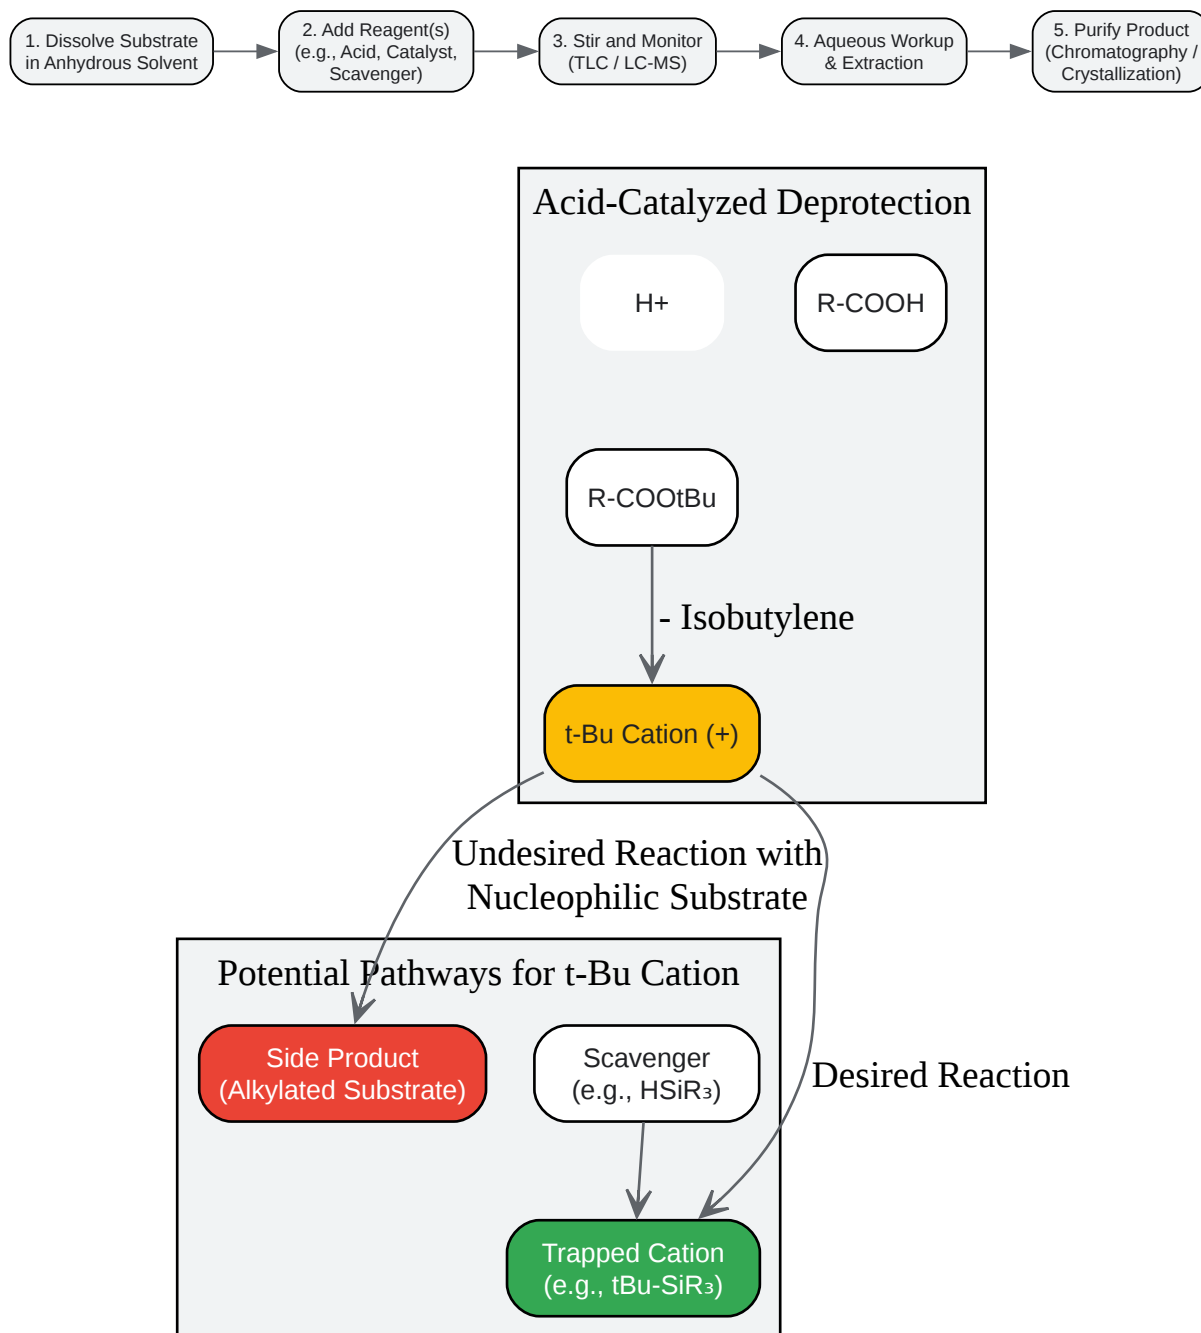 1. Dissolve Substrate
in Anhydrous Solvent
2. Add Reagent(s)
(e.g., Acid, Catalyst,
Scavenger)
3. Stir and Monitor
(TLC / LC-MS)
4. Aqueous Workup
& Extraction
5. Purify Product
(Chromatography /
Crystallization)
Acid-Catalyzed Deprotection
H+
R-COOH
R-COOtBu
- Isobutylene
t-Bu Cation (+)
Undesired Reaction with
Nucleophilic Substrate
Potential Pathways for t-Bu Cation
Side Product
(Alkylated Substrate)
Scavenger
(e.g., HSiR₃)
Desired Reaction
Trapped Cation
(e.g., tBu-SiR₃)